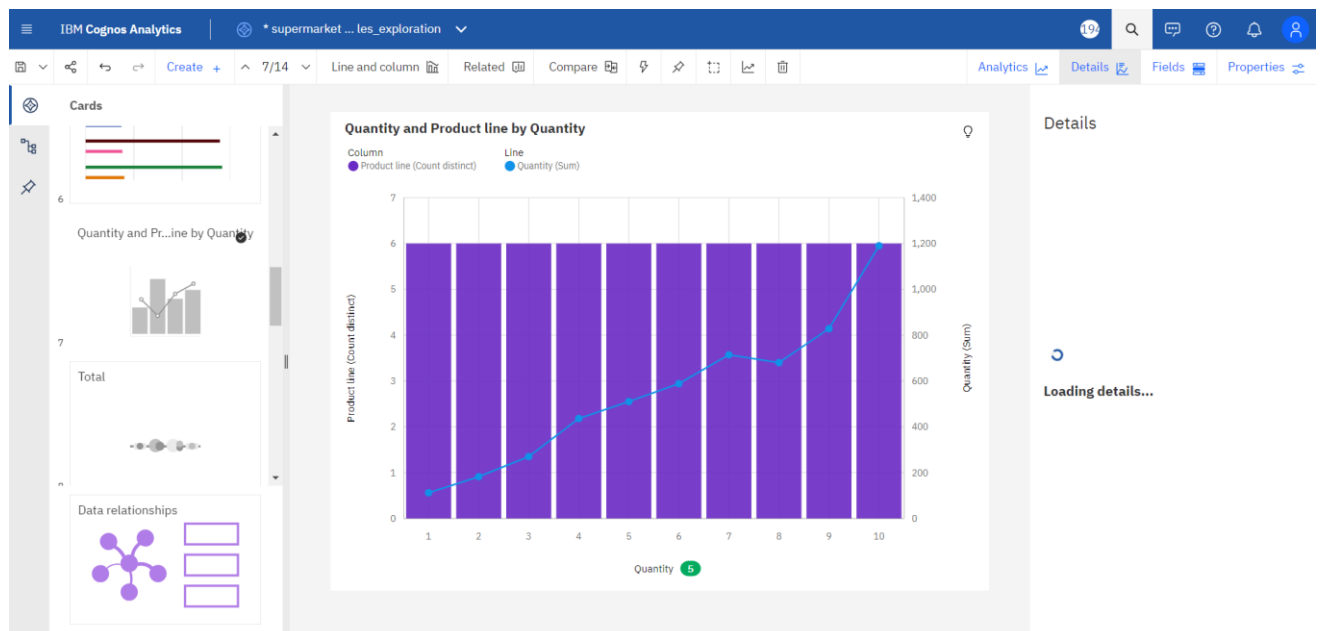 IBM Cognos Analytics
* supermarket ... les_exploration
194
Create +
7/14
Line and column
Related
Compare
Analytics
Details
Fields
Properties
Cards
6
Quantity and Pr...ine by Quantity
7
Total
Data relationships
Quantity and Product line by Quantity
Column
Line
Product line (Count distinct)
Quantity (Sum)
Product line (Count distinct)
7
6
5
4
3
2
1
0
1,400
1,200
1,000
800
600
400
200
0
Quantity (Sum)
1 2 3 4 5 6 7 8 9 10
Quantity 5
Details
Loading details...